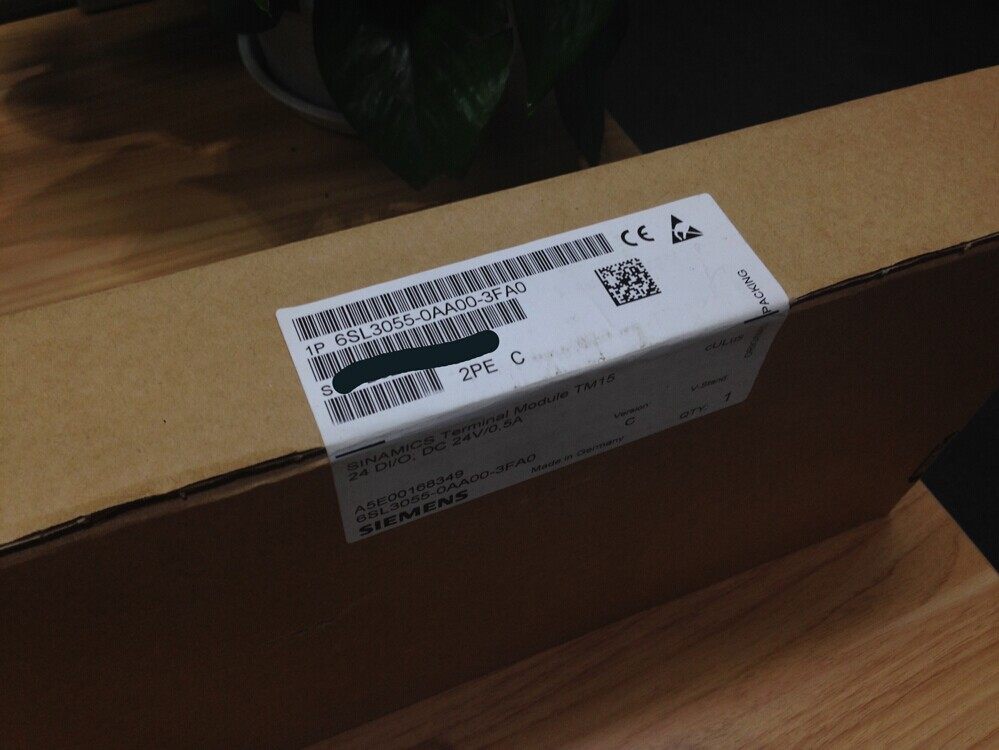 1P 6SL3055-0AA00-3FA0
S
2PE C
PACKING
SINAMICS Terminal Module TM15
24 DI/O: DC 24V/0.5A
cULUS
Version:
V-Stand
C
QTY: 1
A5E00168349
6SL3055-0AA00-3FA0
Made in Germany
SIEMENS
CE